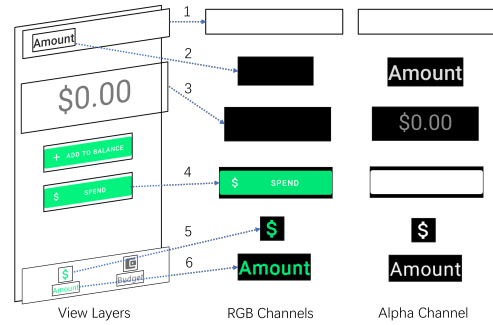 1
Amount
2
Amount
3
$0.00
$0.00
+ ADD TO BALANCE
4
$ SPEND
$ SPEND
5
$
$
$
6
Budget
Amount
Amount
Amount
View Layers
RGB Channels
Alpha Channel